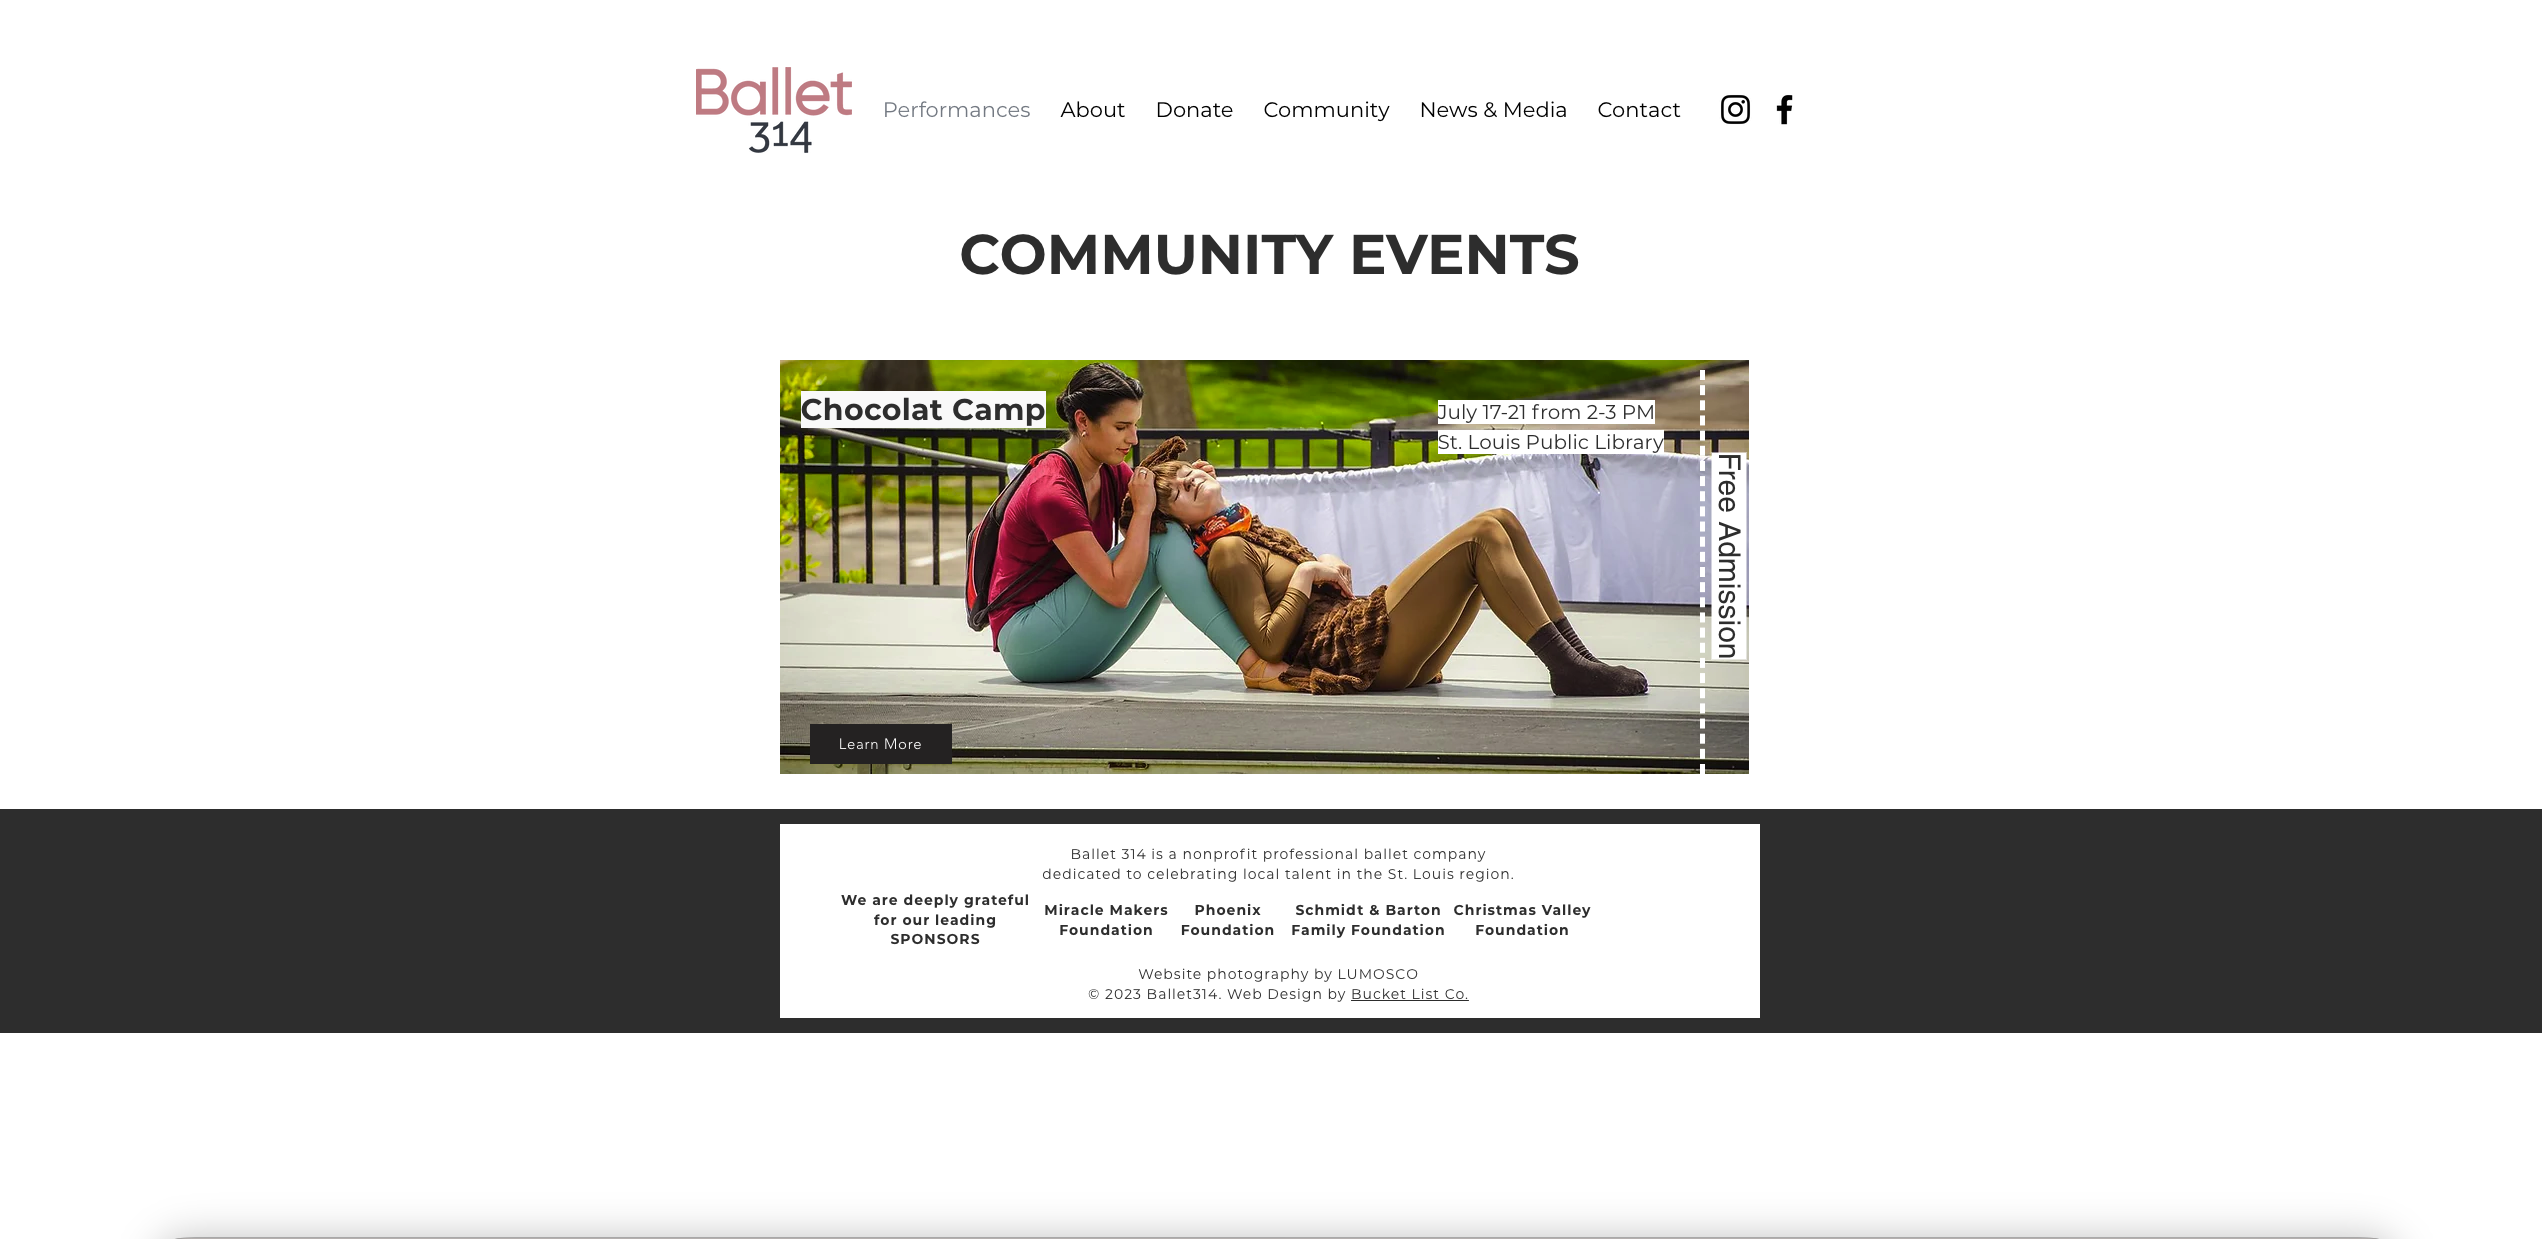 Ballet
314
Performances About Donate Community News & Media Contact
COMMUNITY EVENTS
Chocolat Camp
July 17-21 from 2-3 PM
St. Louis Public Library
Free Admission
Learn More
Ballet 314 is a nonprofit professional ballet company
dedicated to celebrating local talent in the St. Louis region.
We are deeply grateful
for our leading
SPONSORS
Miracle Makers
Foundation
Phoenix
Foundation
Schmidt & Barton
Family Foundation
Christmas Valley
Foundation
Website photography by LUMOSCO
© 2023 Ballet314. Web Design by Bucket List Co.